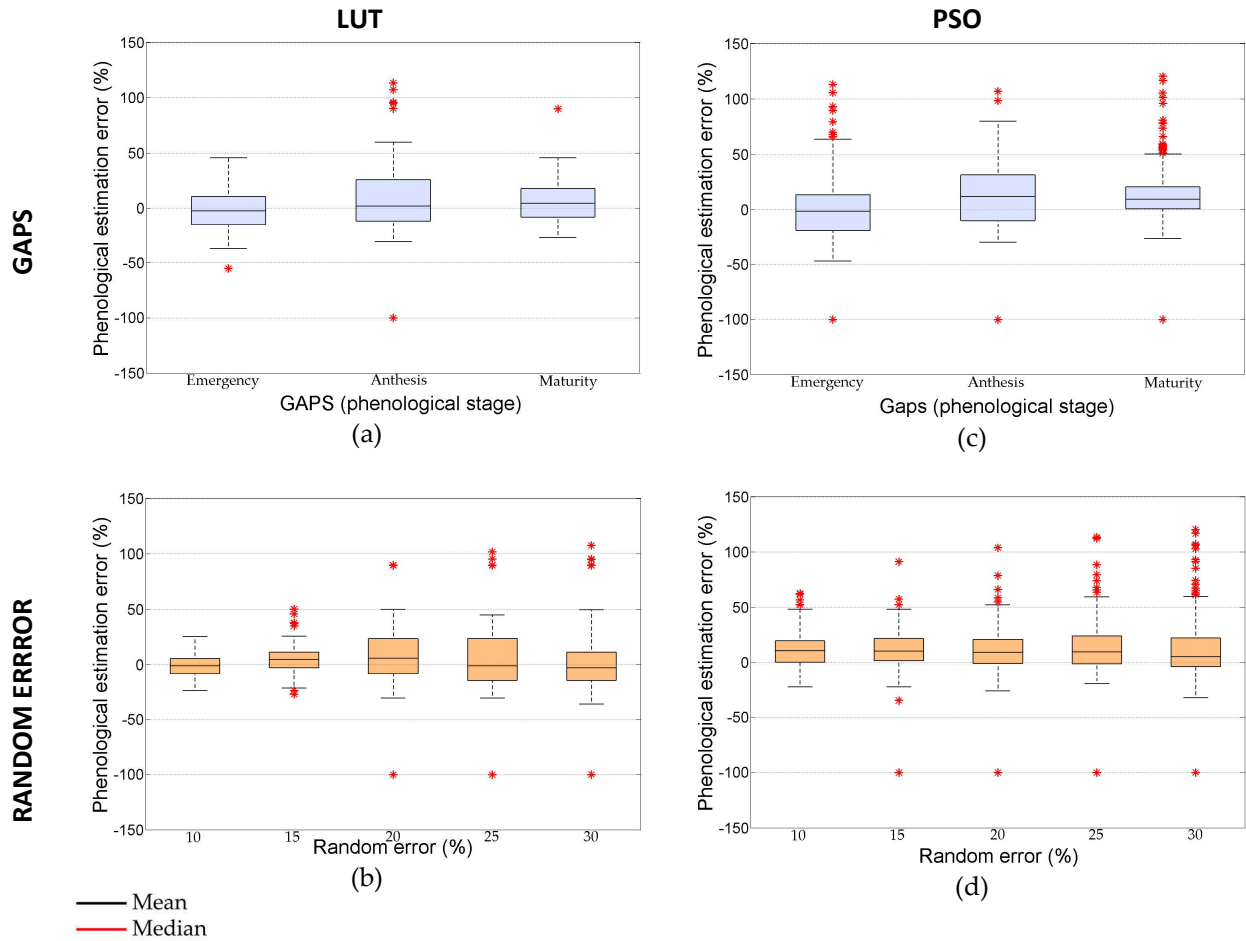 LUT
PSO
GAPS
150
100
50
0
-50
-100
-150
Phenological estimation error (%)
Emergency Anthesis Maturity
GAPS (phenological stage)
(a)
150
100
50
0
-50
-100
-150
Phenological estimation error (%)
Emergency Anthesis Maturity
Gaps (phenological stage)
(c)
RANDOM ERRROR
150
100
50
0
-50
-100
-150
Phenological estimation error (%)
10 15 20 25 30
Random error (%)
(b)
150
100
50
0
-50
-100
-150
Phenological estimation error (%)
10 15 20 25 30
Random error (%)
(d)
Mean
Median